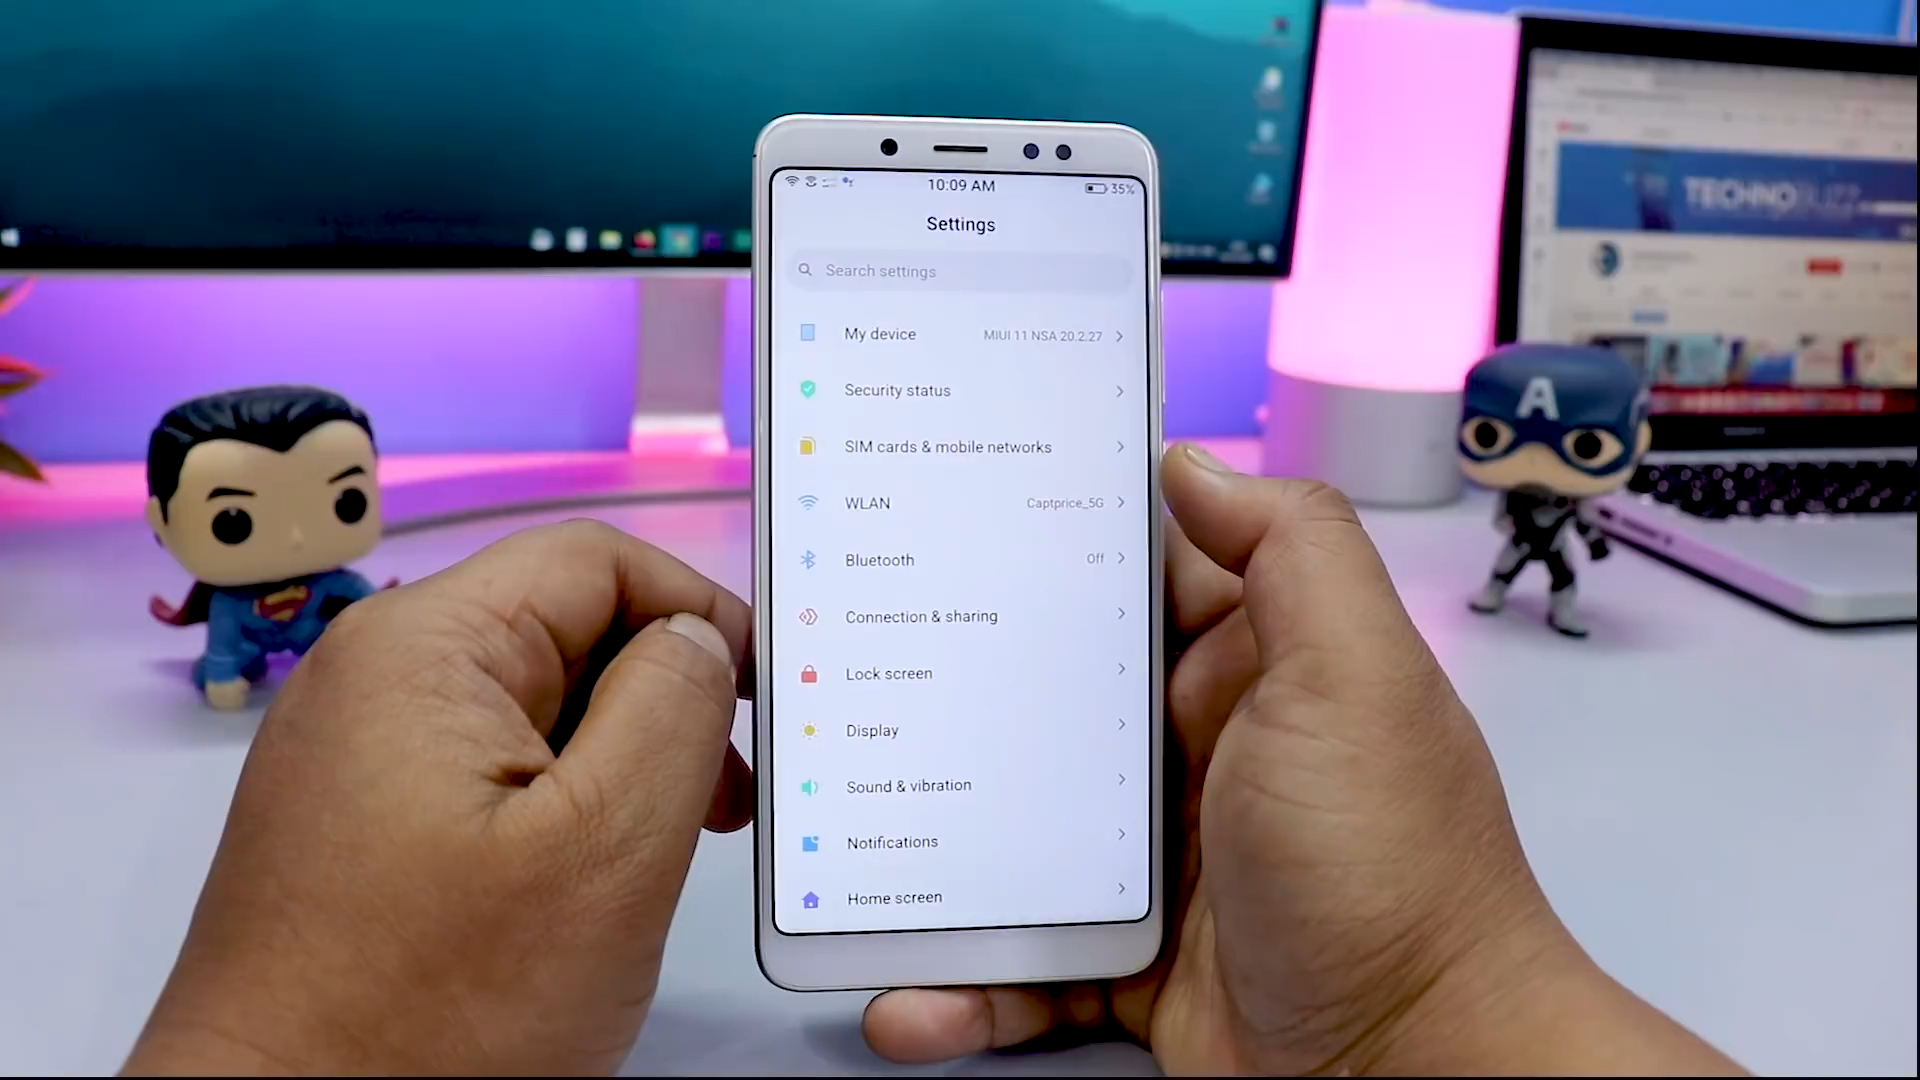 10:09 AM
35%
Settings
Search settings
My device
MIUI 11 NSA 20.2.27
Security status
SIM cards & mobile networks
WLAN
Captprice_5G
Bluetooth
Off
Connection & sharing
Lock screen
Display
Sound & vibration
Notifications
Home screen
TECHNOBUZZ
A